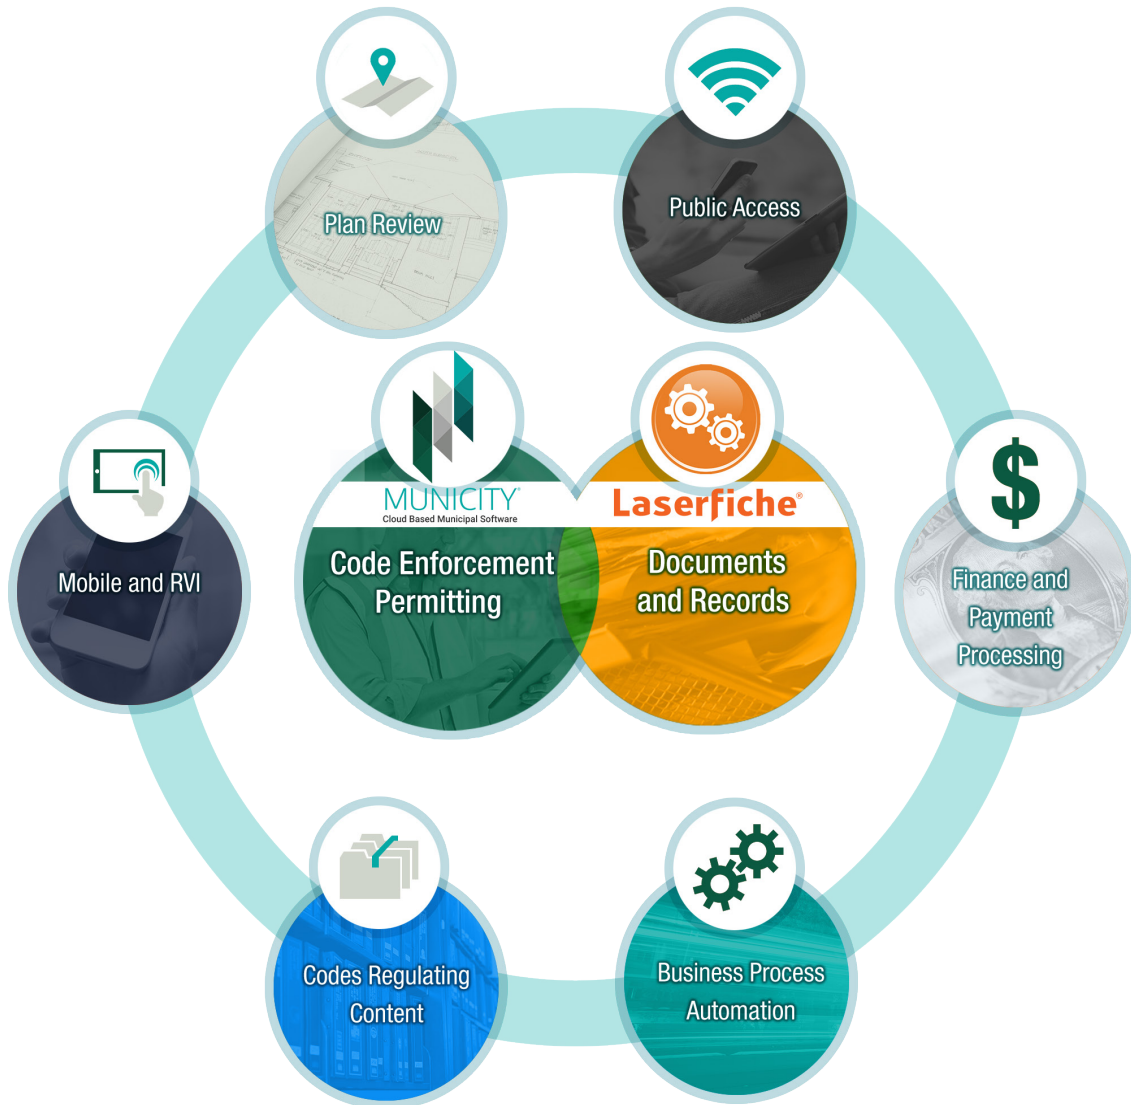 Plan Review
Public Access
MUNICITY®
Cloud Based Municipal Software
Code Enforcement
Permitting
Laserfiche®
Documents
and Records
Mobile and RVI
Finance and
Payment
Processing
Codes Regulating
Content
Business Process
Automation